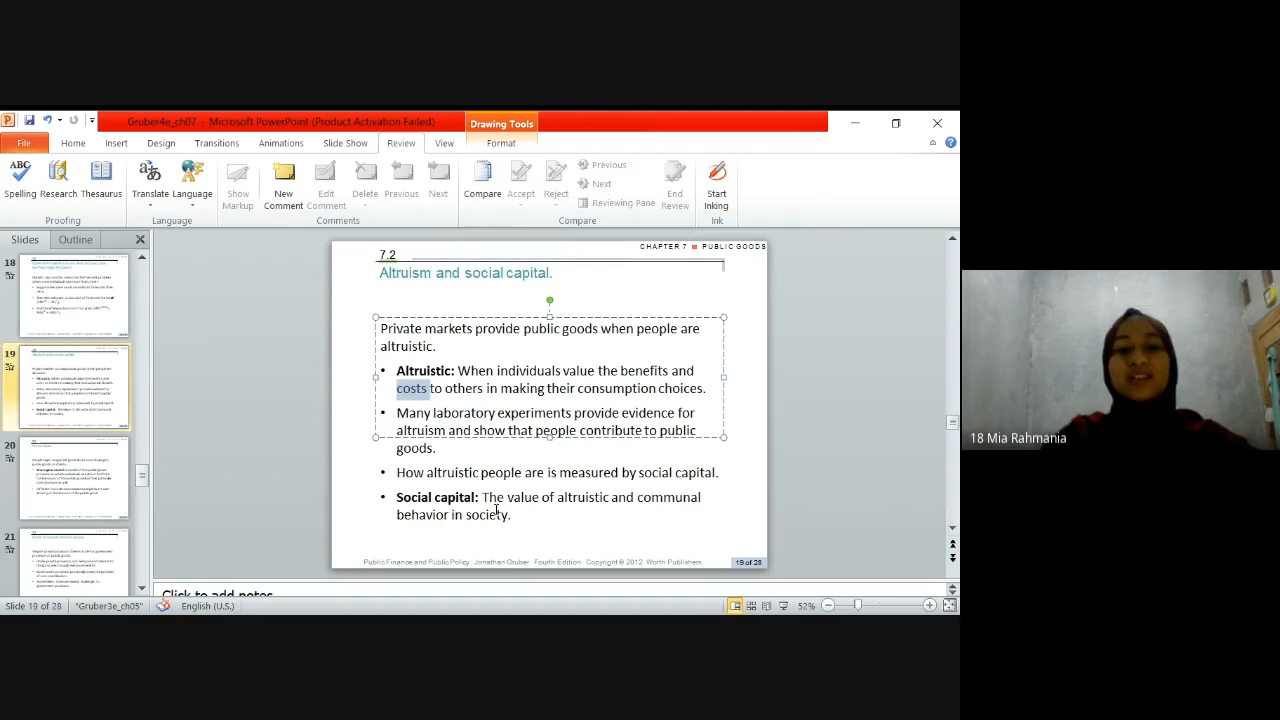 Gruber4e_ch07 - Microsoft PowerPoint (Product Activation Failed)
Drawing Tools
File Home Insert Design Transitions Animations Slide Show Review View Format
ABC
Spelling Research Thesaurus
Proofing
Translate Language
Language
Show Markup
New Comment
Edit Comment
Delete
Previous
Next
Comments
Compare
Accept
Reject
Previous
Next
Reviewing Pane
End Review
Compare
Start Inking
Ink
Slides Outline
18
19
20
21
CHAPTER 7 ■ PUBLIC GOODS
7.2
Altruism and social capital.
Private markets provide public goods when people are
altruistic.
• Altruistic: When individuals value the benefits and
costs to others in making their consumption choices.
• Many laboratory experiments provide evidence for
altruism and show that people contribute to public
goods.
• How altruistic people are is measured by social capital.
• Social capital: The value of altruistic and communal
behavior in society.
Public Finance and Public Policy Jonathan Gruber Fourth Edition Copyright © 2012 Worth Publishers
19 of 28
Click to add notes
Slide 19 of 28 "Gruber3e_ch05" English (U.S.) 52%
18 Mia Rahmania